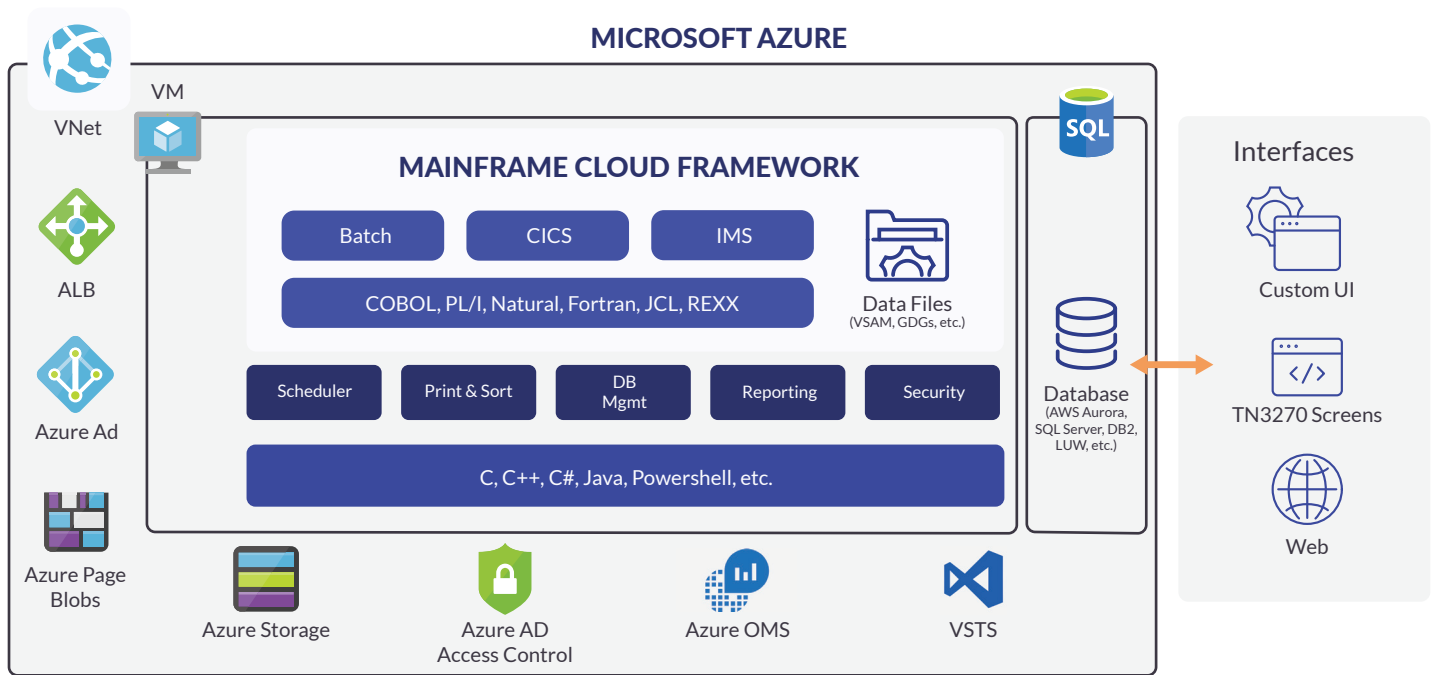 MICROSOFT AZURE
VNet
VM
SQL
MAINFRAME CLOUD FRAMEWORK
Batch
CICS
IMS
COBOL, PL/I, Natural, Fortran, JCL, REXX
Data Files
(VSAM, GDGs, etc.)
ALB
Azure Ad
Azure Page
Blobs
Scheduler
Print & Sort
DB
Mgmt
Reporting
Security
C, C++, C#, Java, Powershell, etc.
Database
(AWS Aurora,
SQL Server, DB2,
LUW, etc.)
Interfaces
Custom UI
</>
TN3270 Screens
Web
Azure Storage
Azure AD
Access Control
Azure OMS
VSTS